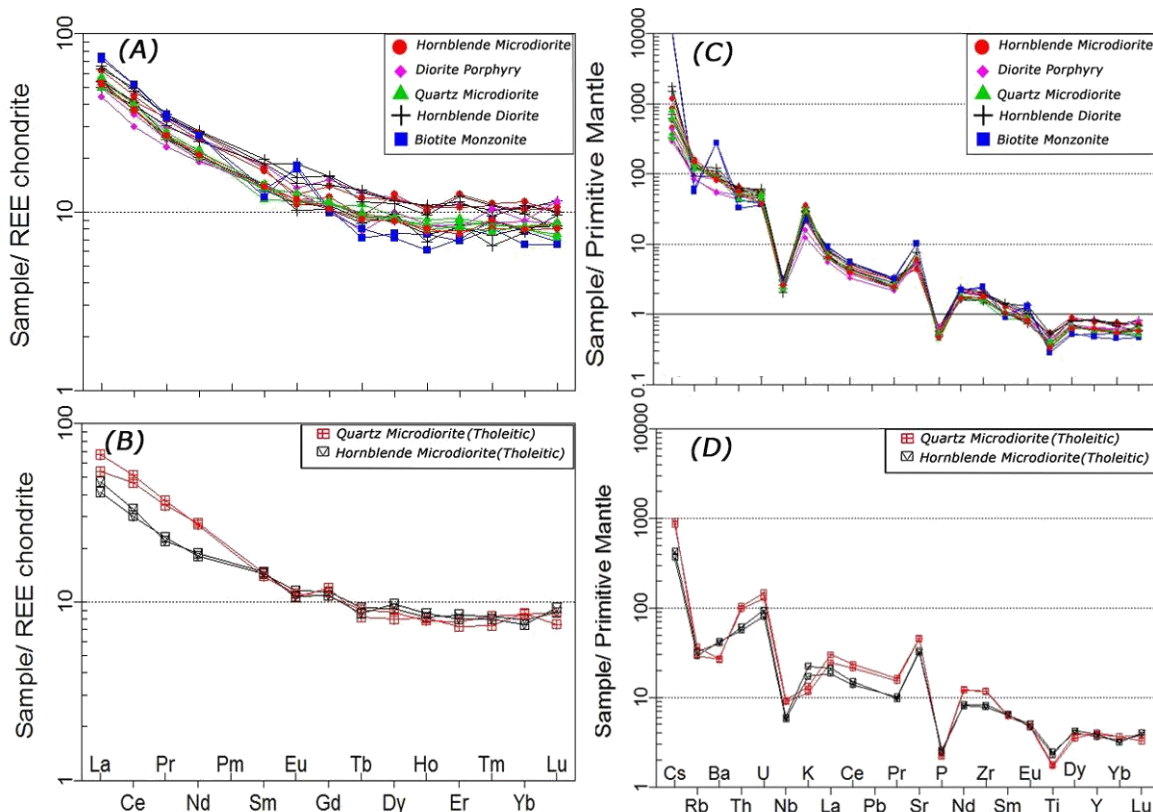 (A)
Sample/ REE chondrite
100
10
1
Hornblende Microdiorite
Diorite Porphyry
Quartz Microdiorite
Hornblende Diorite
Biotite Monzonite
(C)
Sample/ Primitive Mantle
10000
1000
100
10
1
0.1
Hornblende Microdiorite
Diorite Porphyry
Quartz Microdiorite
Hornblende Diorite
Biotite Monzonite
(B)
Sample/ REE chondrite
100
10
1
Quartz Microdiorite(Tholeitic)
Hornblende Microdiorite(Tholeitic)
La Pr Pm Eu Tb Ho Tm Lu
Ce Nd Sm Gd Dy Er Yb
(D)
Sample/ Primitive Mantle
10000
1000
100
10
1
Quartz Microdiorite(Tholeitic)
Hornblende Microdiorite(Tholeitic)
Cs Ba U K Ce Pr P Zr Eu Dy Yb
Rb Th Nb La Pb Sr Nd Sm Ti Y Lu